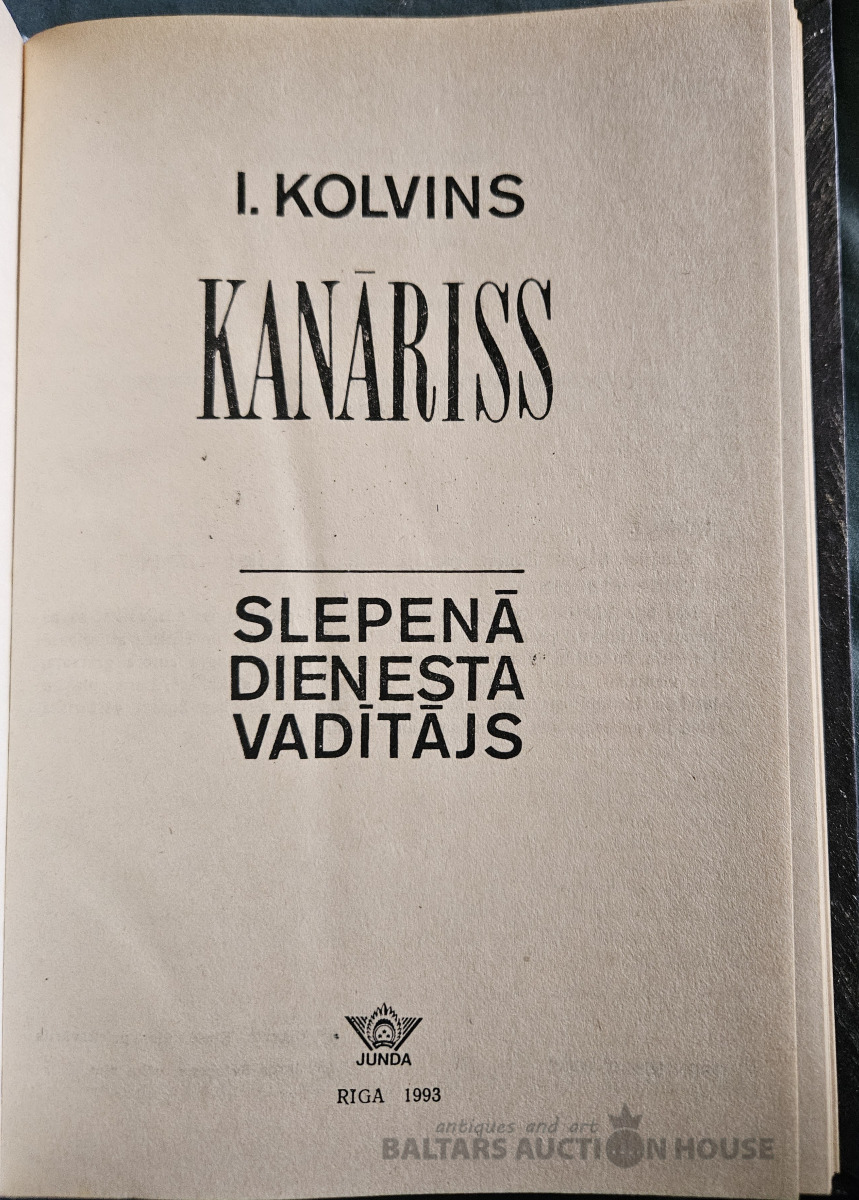 I. KOLVINS
KANĀRISS
SLEPENĀ
DIENESTA
VADĪTĀJS
JUNDA
RIGA 1993
antiques and art
BALTARS AUCTION HOUSE